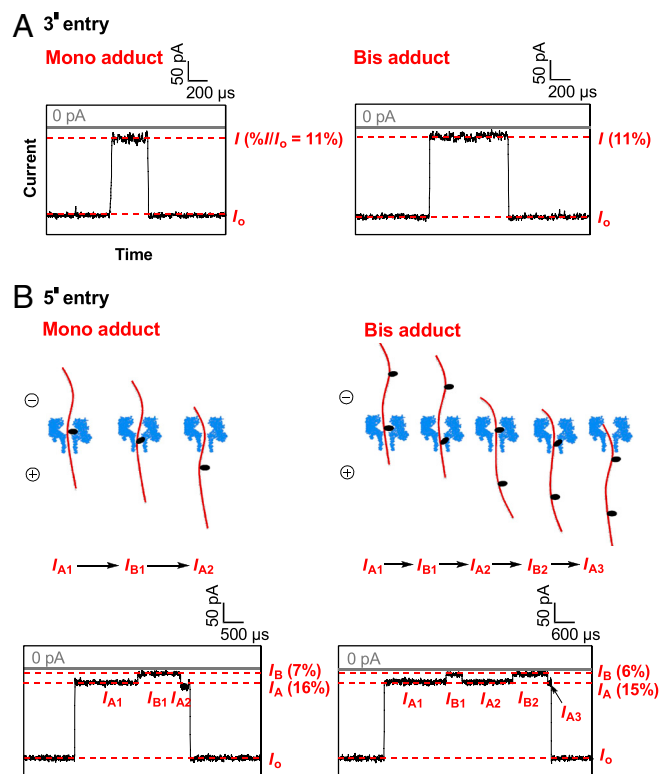 A 3' entry
Mono adduct
50 pA
200 µs
Bis adduct
50 pA
200 µs
0 pA
I (%I/Io = 11%)
Io
Current
Time
0 pA
I (11%)
Io
B 5' entry
Mono adduct
Bis adduct
−
+
−
+
IA1 → IB1 → IA2
IA1 → IB1 → IA2 → IB2 → IA3
50 pA
500 µs
50 pA
600 µs
0 pA
IB (7%)
IA (16%)
IA1 IB1 IA2
Io
0 pA
IB (6%)
IA (15%)
IA1 IB1 IA2 IB2
IA3
Io